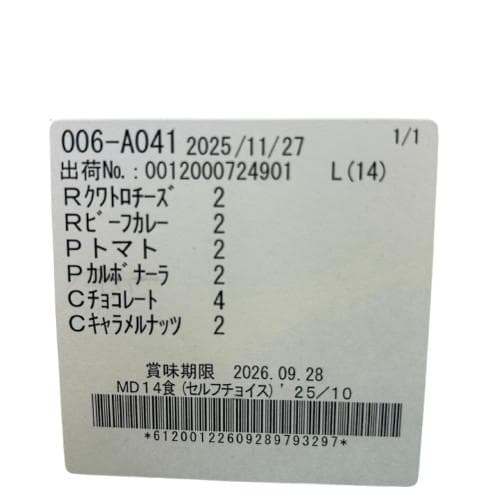 006-A041 2025/11/27 1/1
出荷No.:0012000724901 L(14)
Rクワトロチーズ 2
Rビーフカレー 2
Pトマト 2
Pカルボナーラ 2
Cチョコレート 4
Cキャラメルナッツ 2
賞味期限 2026.09.28
MD14食(セルフチョイス)'25/10
*61200122609289793297*